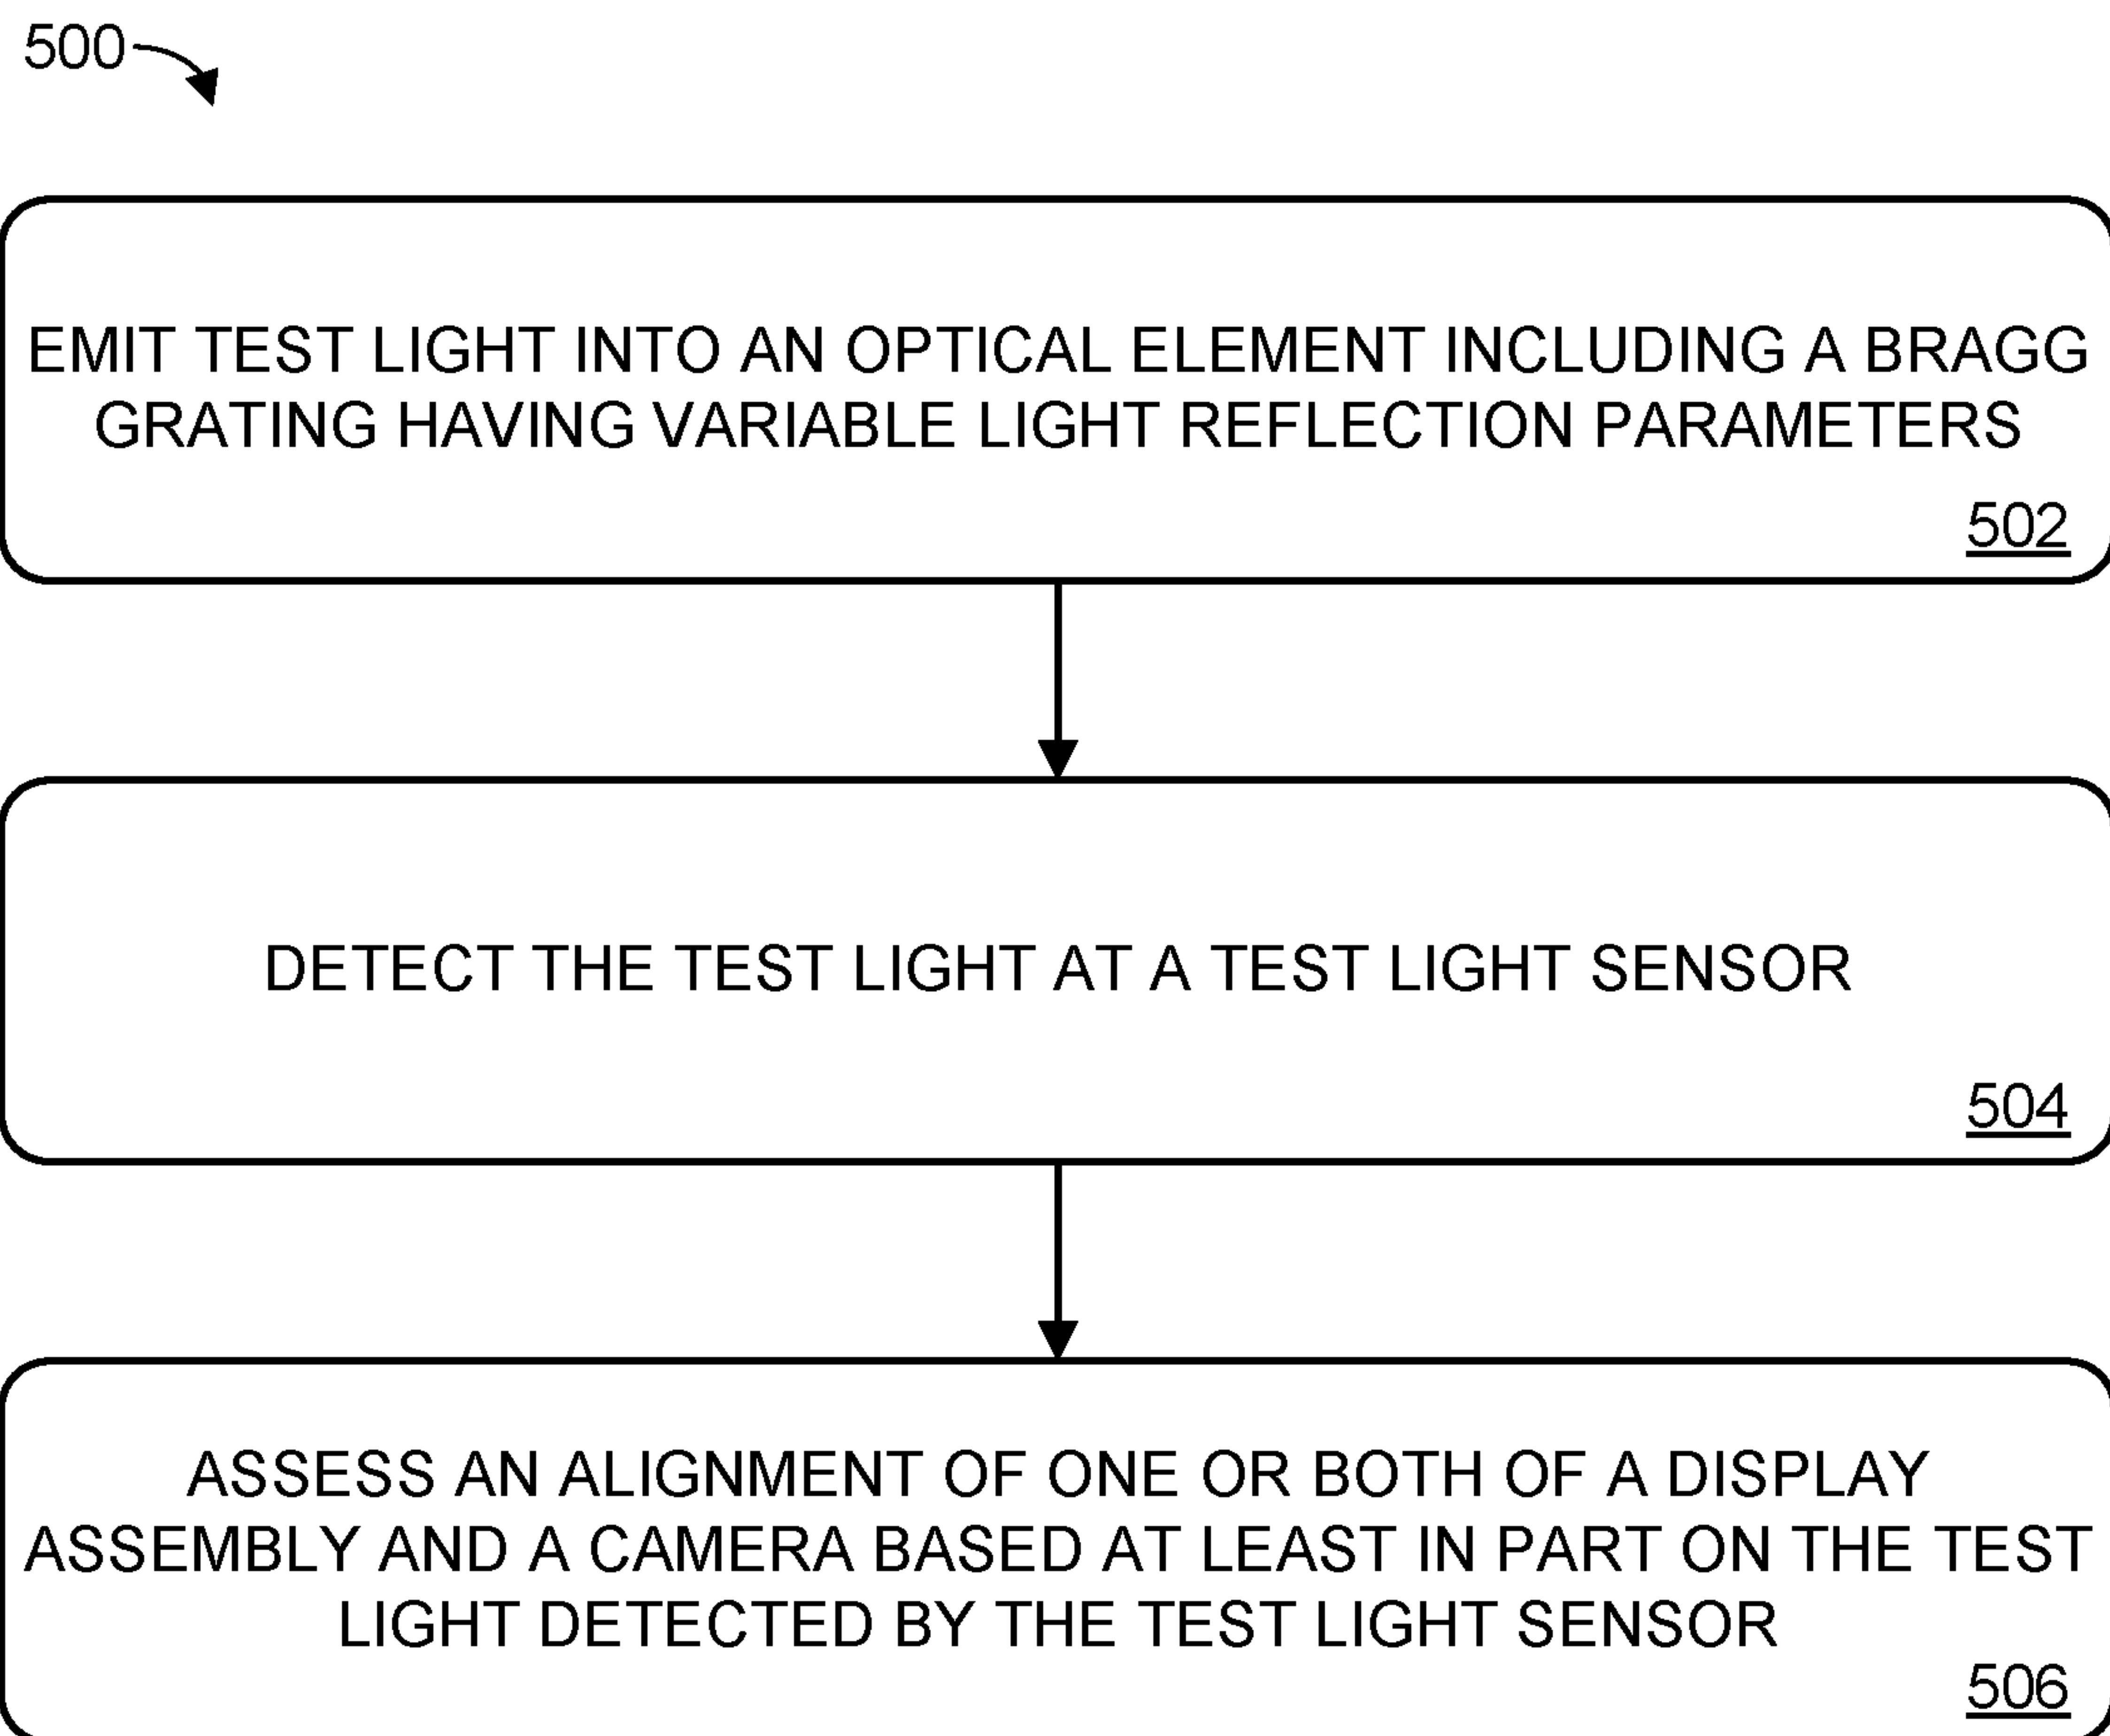 500
EMIT TEST LIGHT INTO AN OPTICAL ELEMENT INCLUDING A BRAGG
GRATING HAVING VARIABLE LIGHT REFLECTION PARAMETERS
502
DETECT THE TEST LIGHT AT A TEST LIGHT SENSOR
504
ASSESS AN ALIGNMENT OF ONE OR BOTH OF A DISPLAY
ASSEMBLY AND A CAMERA BASED AT LEAST IN PART ON THE TEST
LIGHT DETECTED BY THE TEST LIGHT SENSOR
506